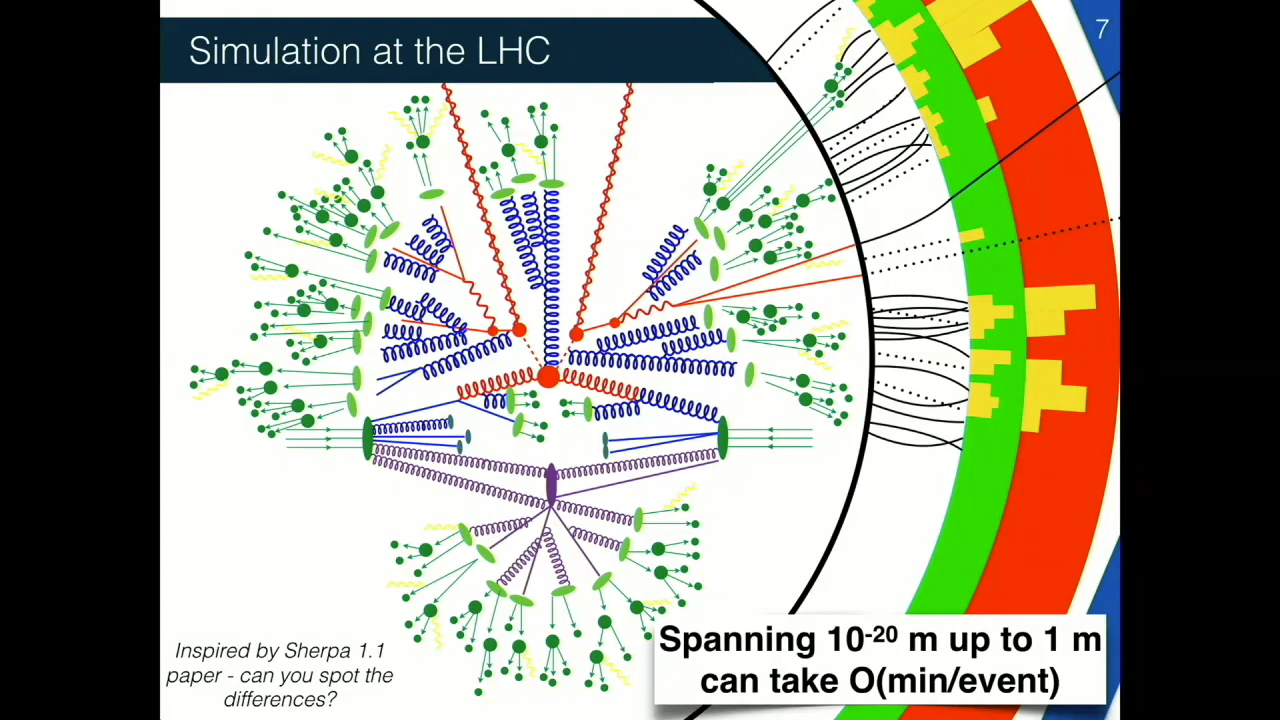 Simulation at the LHC
7
Inspired by Sherpa 1.1
paper - can you spot the
differences?
Spanning 10⁻²⁰ m up to 1 m
can take O(min/event)